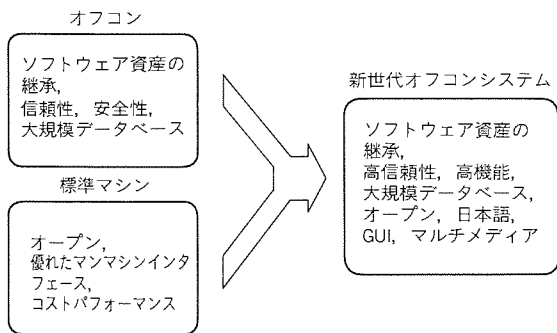 オフコン
ソフトウェア資産の
継承,
信頼性, 安全性,
大規模データベース
標準マシン
オープン,
優れたマンマシンインタ
フェース,
コストパフォーマンス
新世代オフコンシステム
ソフトウェア資産の
継承,
高信頼性, 高機能,
大規模データベース,
オープン, 日本語,
GUI, マルチメディア